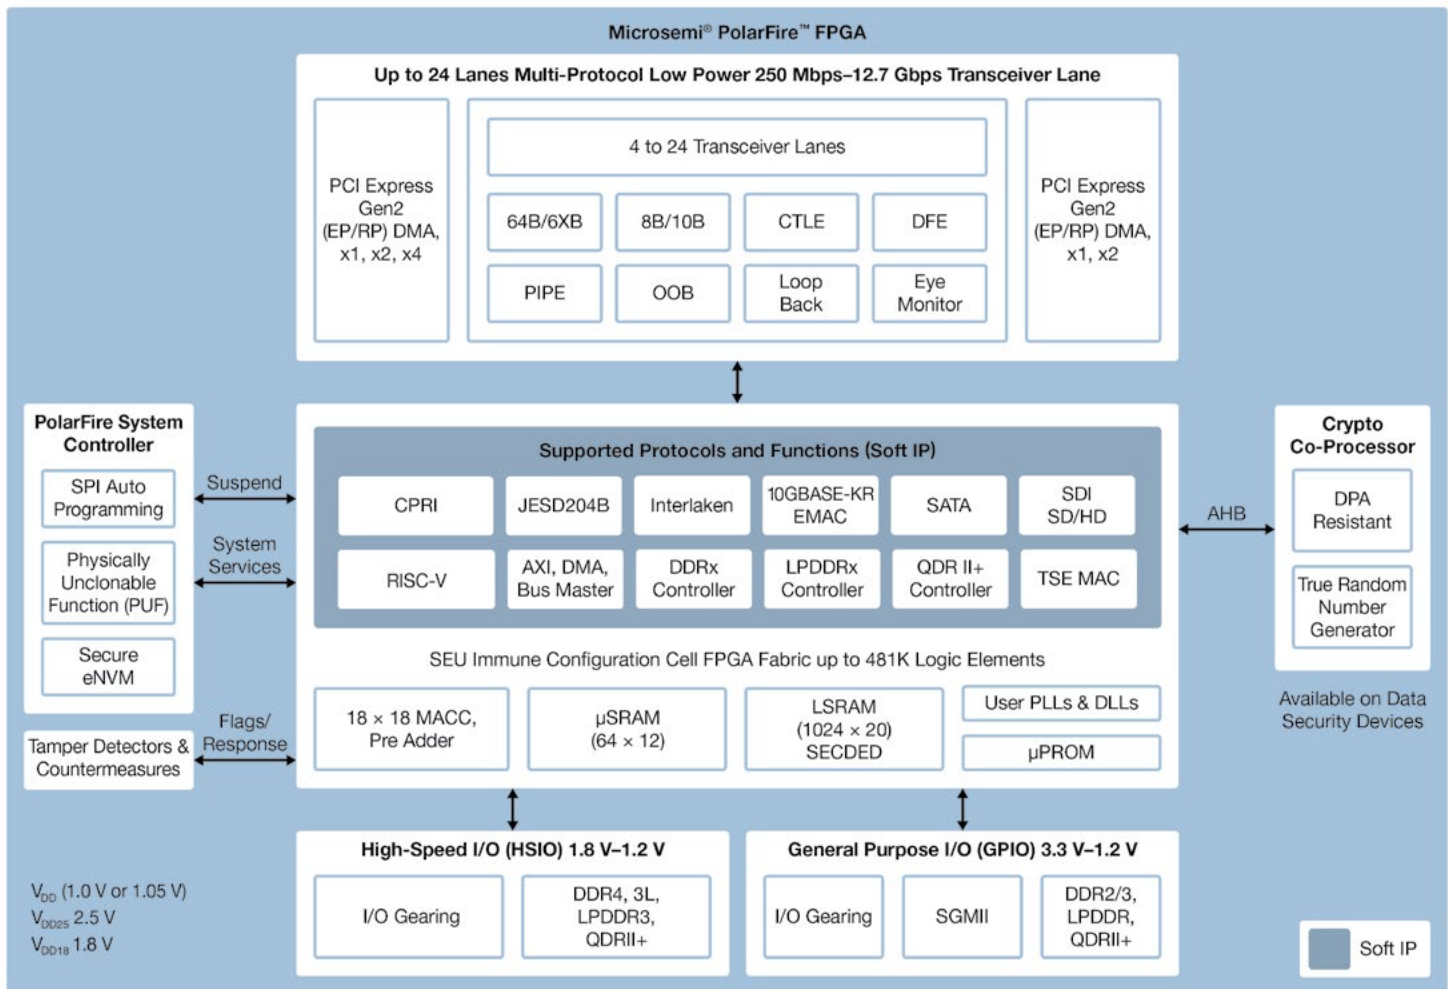 Microsemi® PolarFire™ FPGA
Up to 24 Lanes Multi-Protocol Low Power 250 Mbps–12.7 Gbps Transceiver Lane
PCI Express
Gen2
(EP/RP) DMA,
x1, x2, x4
4 to 24 Transceiver Lanes
64B/6XB
8B/10B
CTLE
DFE
PIPE
OOB
Loop
Back
Eye
Monitor
PCI Express
Gen2
(EP/RP) DMA,
x1, x2
PolarFire System
Controller
SPI Auto
Programming
Physically
Unclonable
Function (PUF)
Secure
eNVM
Tamper Detectors &
Countermeasures
Suspend
System
Services
Flags/
Response
Supported Protocols and Functions (Soft IP)
CPRI
JESD204B
Interlaken
10GBASE-KR
EMAC
SATA
SDI
SD/HD
RISC-V
AXI, DMA,
Bus Master
DDRx
Controller
LPDDRx
Controller
QDR II+
Controller
TSE MAC
SEU Immune Configuration Cell FPGA Fabric up to 481K Logic Elements
18 × 18 MACC,
Pre Adder
µSRAM
(64 × 12)
LSRAM
(1024 × 20)
SECDED
User PLLs & DLLs
µPROM
AHB
Crypto
Co-Processor
DPA
Resistant
True Random
Number
Generator
Available on Data
Security Devices
High-Speed I/O (HSIO) 1.8 V–1.2 V
I/O Gearing
DDR4, 3L,
LPDDR3,
QDRII+
General Purpose I/O (GPIO) 3.3 V–1.2 V
I/O Gearing
SGMII
DDR2/3,
LPDDR,
QDRII+
VDD (1.0 V or 1.05 V)
VDD25 2.5 V
VDD18 1.8 V
Soft IP